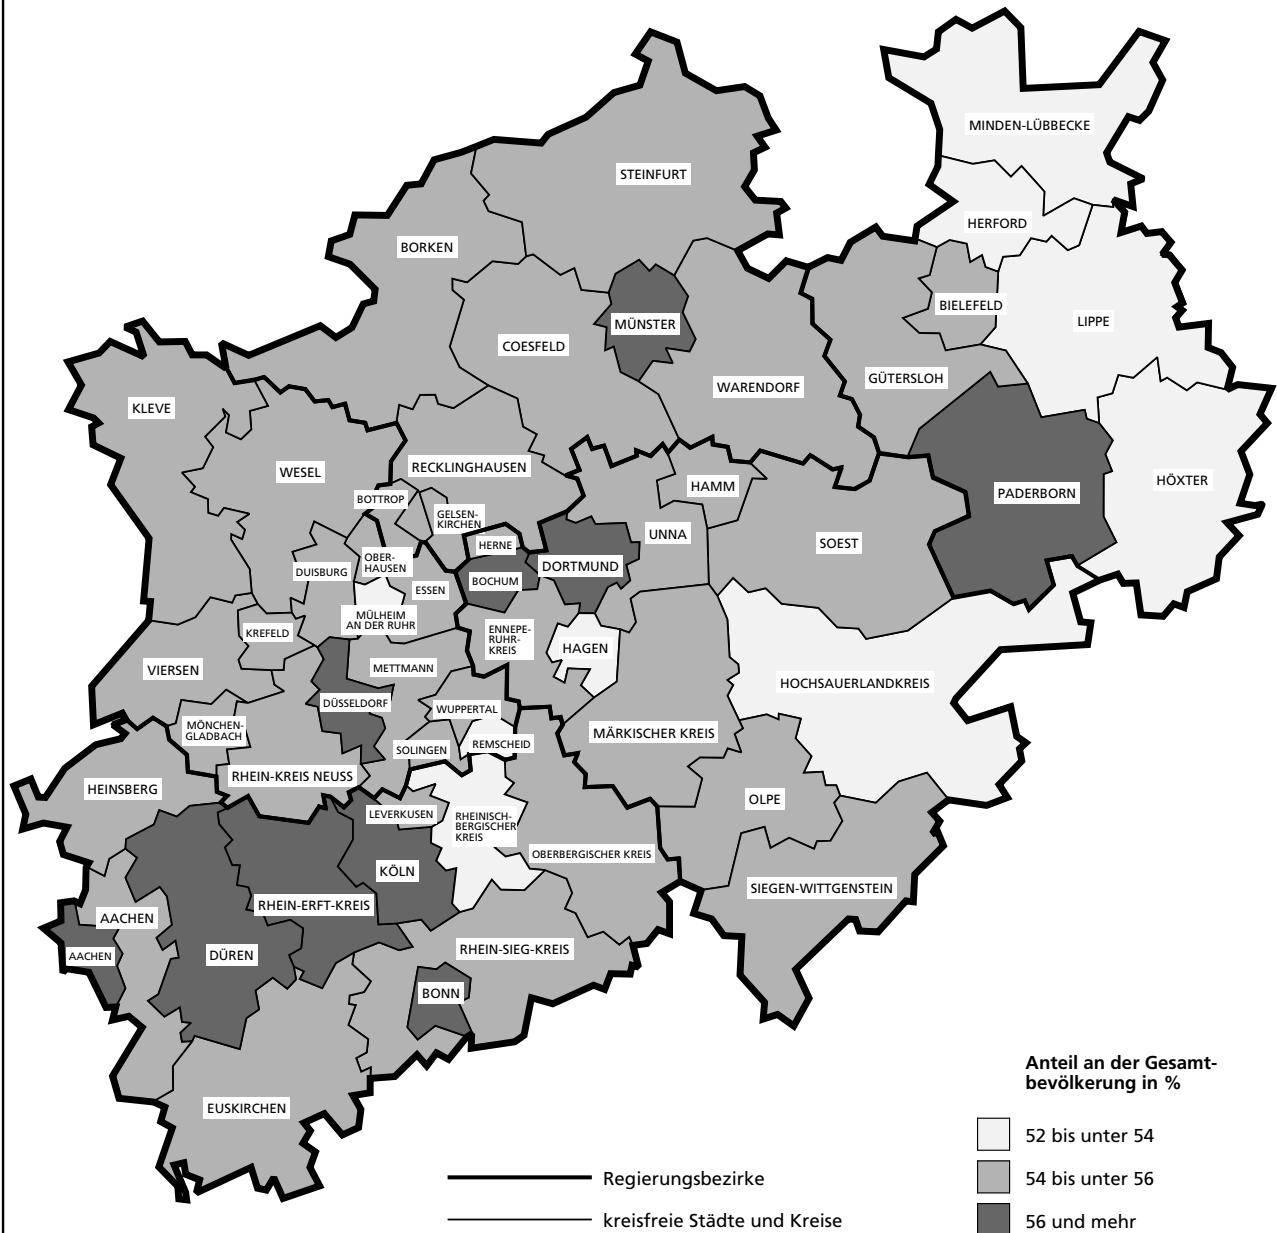 MINDEN-LÜBBECKE
STEINFURT
HERFORD
BORKEN
BIELEFELD
MÜNSTER
LIPPE
COESFELD
GÜTERSLOH
WARENDORF
KLEVE
RECKLINGHAUSEN
WESEL
HÖXTER
HAMM
PADERBORN
BOTTROP
GELSEN-
KIRCHEN
UNNA
SOEST
HERNE
OBER-
HAUSEN
DORTMUND
DUISBURG
BOCHUM
ESSEN
MÜLHEIM
AN DER RUHR
KREFELD
ENNEPE-
RUHR-
KREIS
HAGEN
VIERSEN
METTMANN
HOCHSAUERLANDKREIS
DÜSSELDORF
WUPPERTAL
MÖNCHEN-
GLADBACH
MÄRKISCHER KREIS
REMSCHEID
SOLINGEN
RHEIN-KREIS NEUSS
HEINSBERG
OLPE
LEVERKUSEN
RHEINISCH-
BERGISCHER
KREIS
OBERBERGISCHER KREIS
KÖLN
SIEGEN-WITTGENSTEIN
RHEIN-ERFT-KREIS
AACHEN
RHEIN-SIEG-KREIS
DÜREN
AACHEN
BONN
EUSKIRCHEN
Anteil an der Gesamt-
bevölkerung in %
52 bis unter 54
54 bis unter 56
56 und mehr
Regierungsbezirke
kreisfreie Städte und Kreise